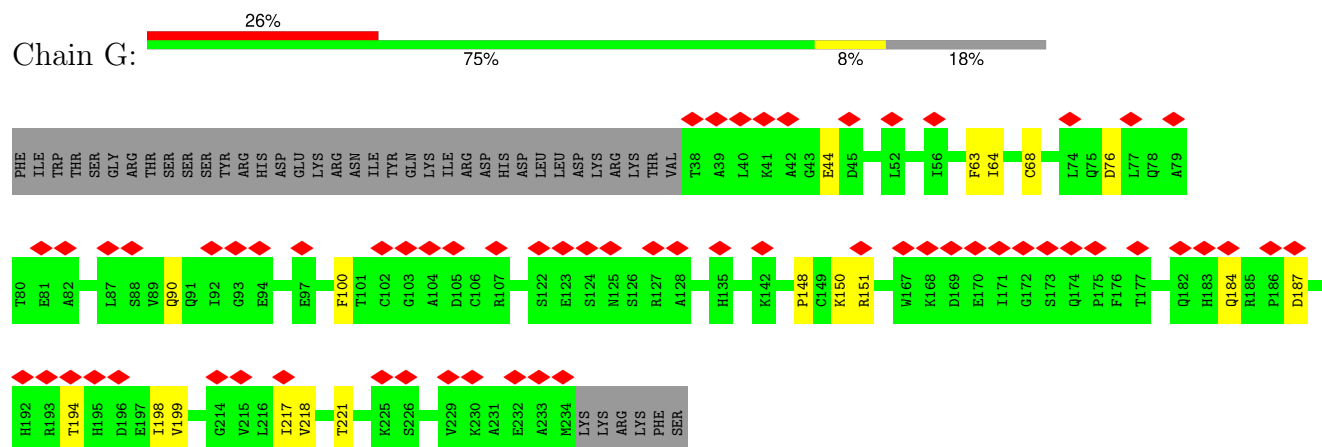 26%
Chain G:
75% 8% 18%
PHE ILE TRP THR THR SER GLY ARG THR SER SER SER TYR ARG HIS ASP GLU LYS ARG ASN ILE TYR GLN LYS ILE ARG ASP HIS ASP LEU LEU ASP LYS ARG LYS THR VAL T38 A39 L40 K41 A42 G43 E44 D45 L52 I56 F63 I64 C68 L74 Q75 D76 L77 Q78 A79
T80 E81 A82 L87 S88 V89 Q90 Q91 I92 G93 E94 E97 F100 T101 C102 C103 A104 D105 C106 R107 S122 E123 S124 N125 S126 R127 A128 H135 K142 P148 C149 K150 R151 W167 K168 D169 E170 I171 G172 S173 Q174 P175 F176 T177 Q182 H183 Q184 R185 P186 D187
H192 R193 T194 H195 D196 E197 I198 V199 G214 V215 L216 I217 V218 T221 K225 S226 V229 K230 A231 E232 A233 M234 LYS LYS ARG LYS PHE SER